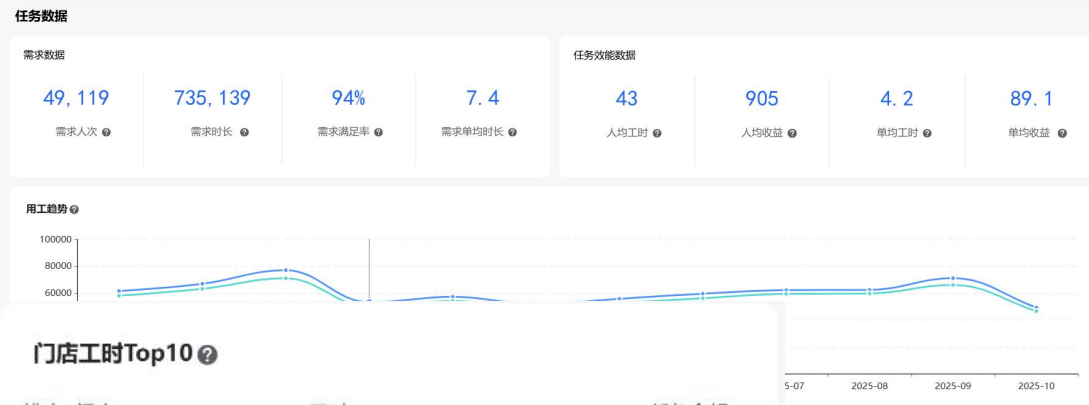 任务数据
需求数据
49,119
需求人次
735,139
需求时长
94%
需求满足率
7.4
需求单均时长
任务效能数据
43
人均工时
905
人均收益
4.2
单均工时
89.1
单均收益
用工趋势
100000
80000
60000
5-07
2025-08
2025-09
2025-10
门店工时Top10